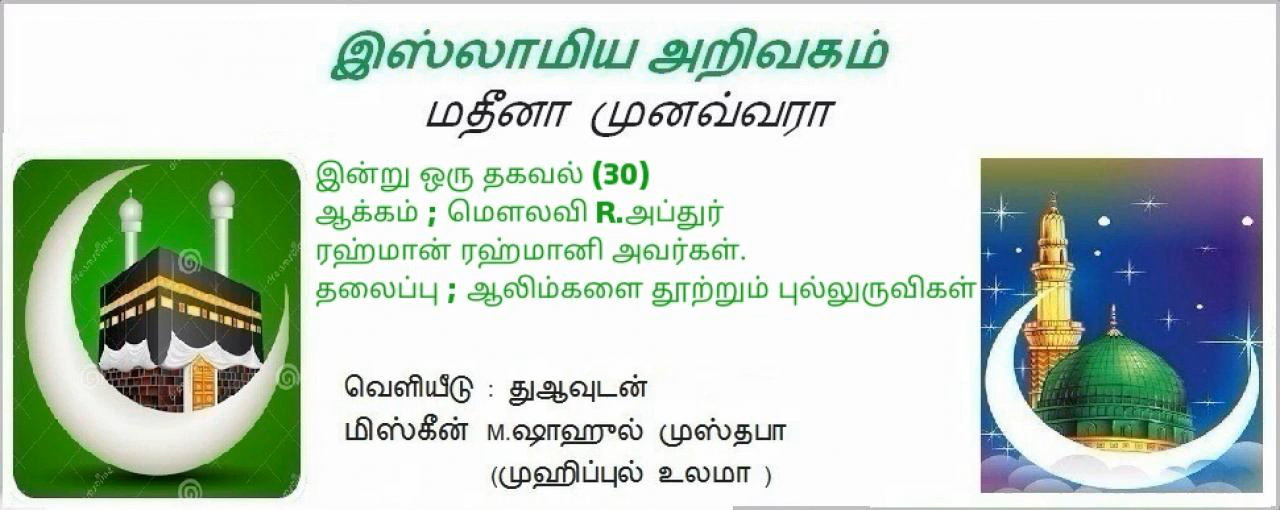 இஸ்லாமிய அறிவகம்
மதீனா முனவ்வரா
இன்று ஒரு தகவல் (30)
ஆக்கம் ; மௌலவி R.அப்துர்
ரஹ்மான் ரஹ்மானி அவர்கள்.
தலைப்பு ; ஆலிம்களை தூற்றும் புல்லுருவிகள்
வெளியீடு : துஆவுடன்
மிஸ்கீன் M.ஷாஹுல் முஸ்தபா
(முஹிப்புல் உலமா )